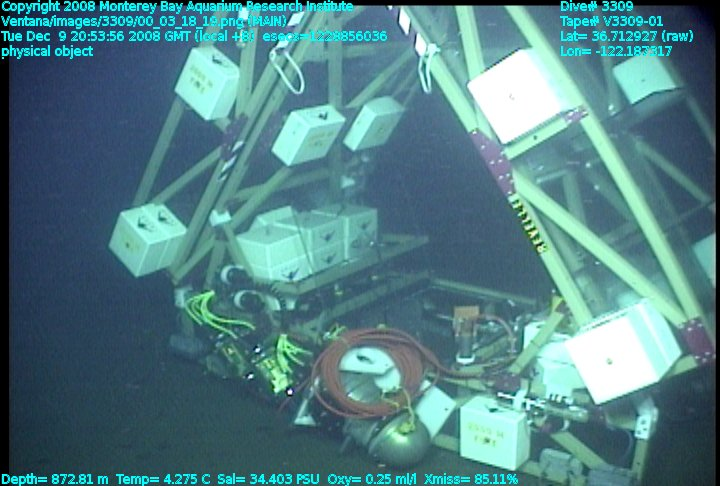 Copyright 2008 Monterey Bay Aquarium Research Institute
Ventana/images/3309/00_03_18_19.png (MAIN)
Tue Dec 9 20:53:56 2008 GMT (local +8) esecs=1228856036
physical object
Dive# 3309
Tape# V3309-01
Lat= 36.712927 (raw)
Lon= -122.187317
Depth= 872.81 m Temp= 4.275 C Sal= 34.403 PSU Oxy= 0.25 ml/l Xmiss= 85.11%